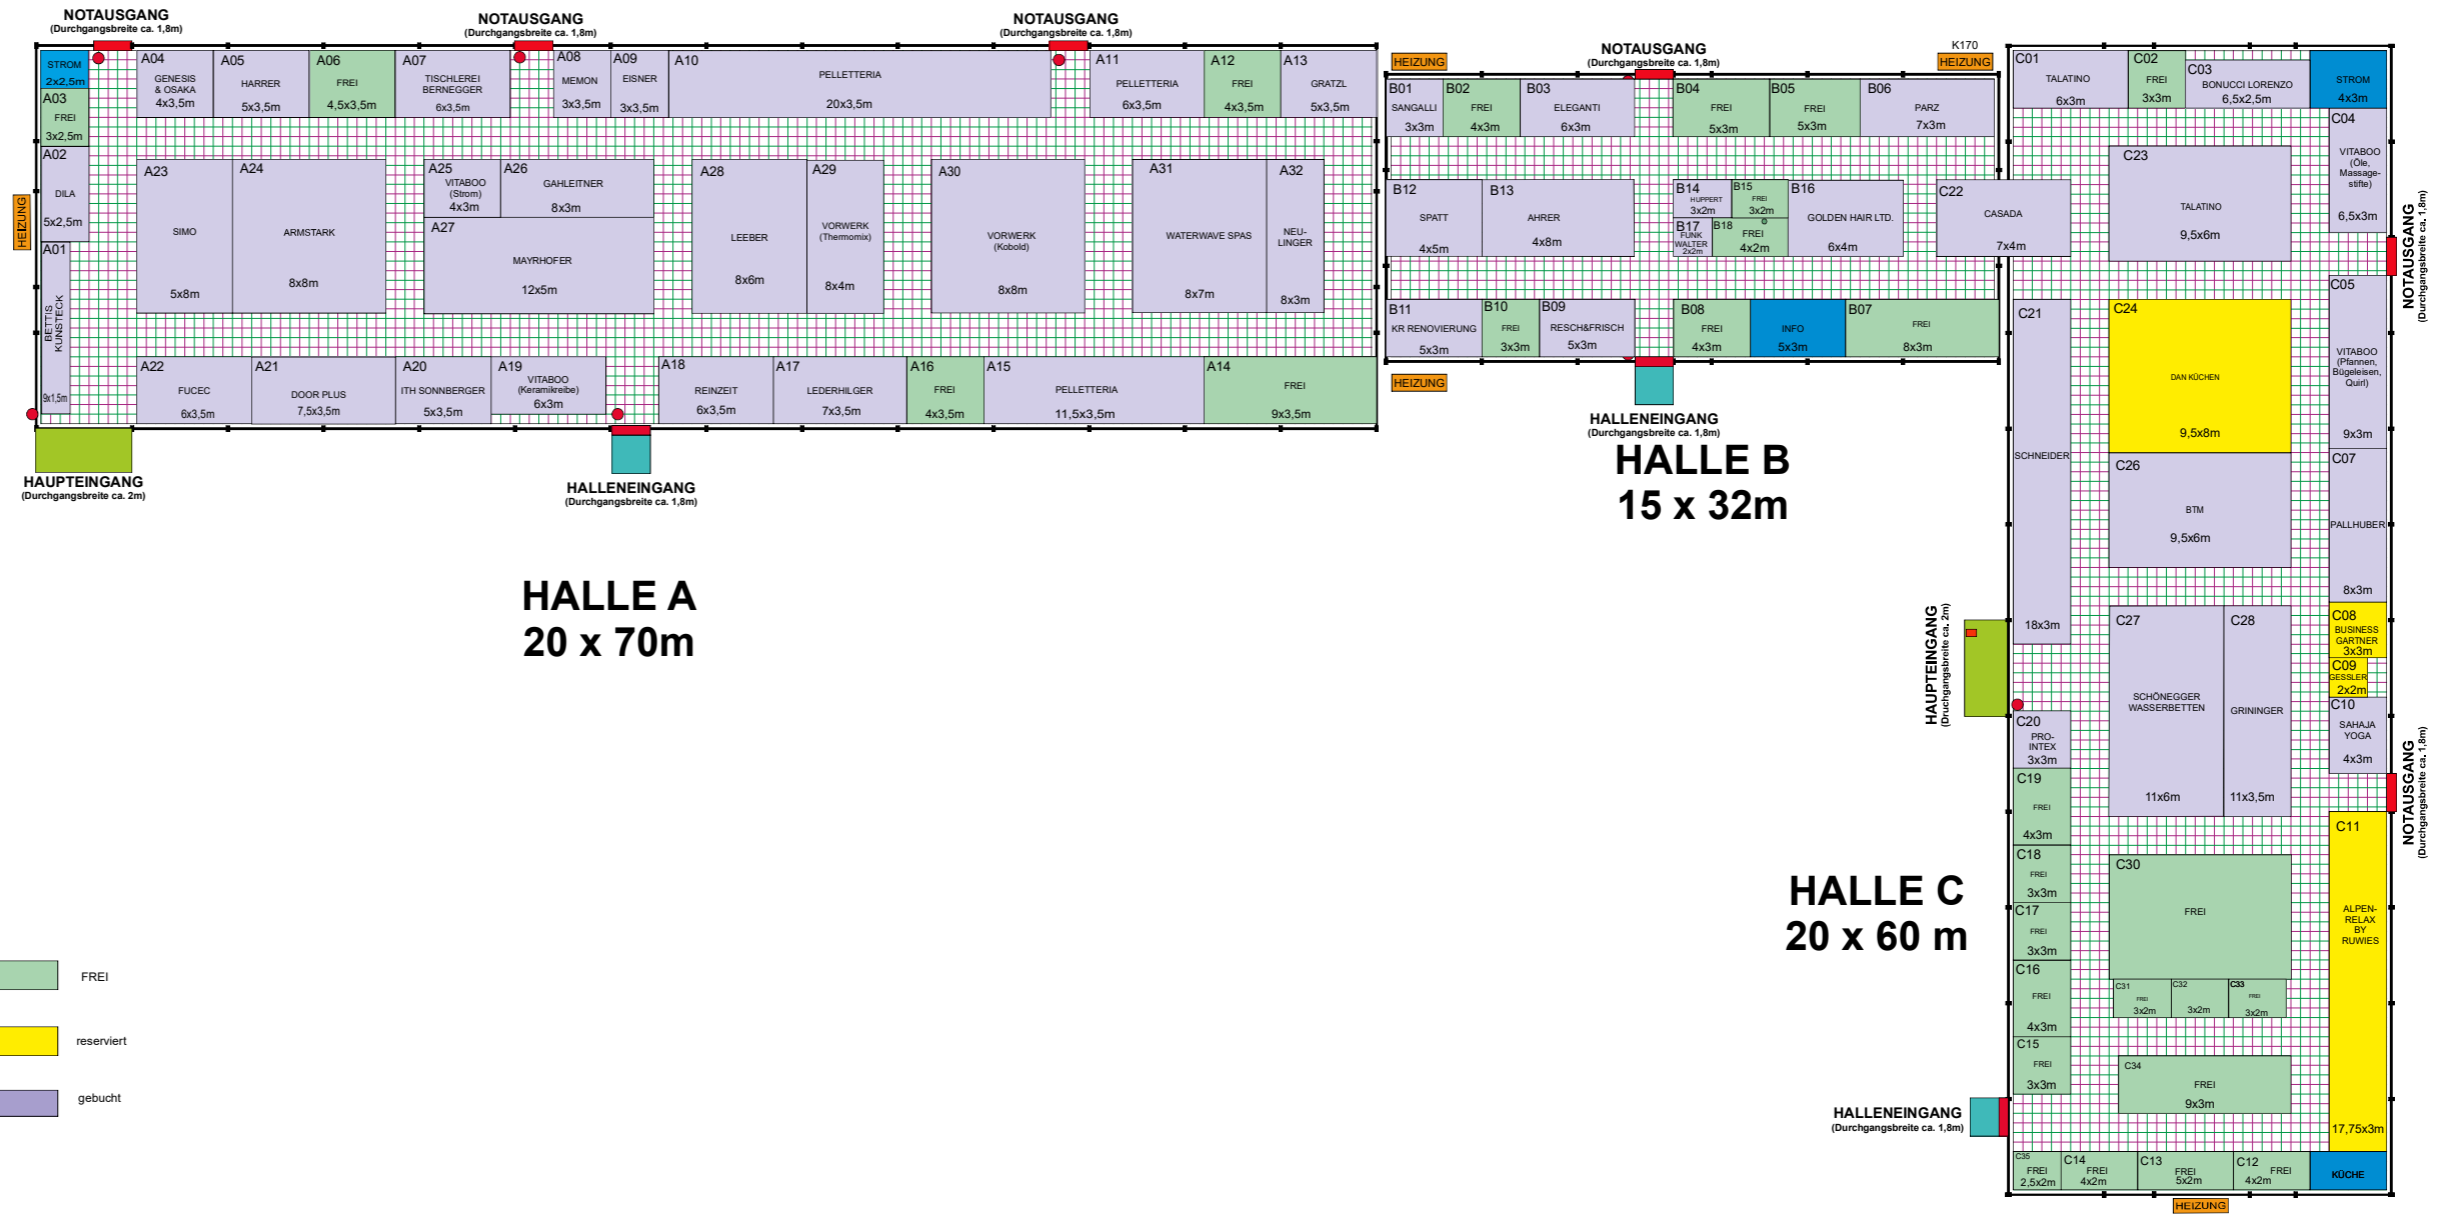 NOTAUSGANG
(Durchgangsbreite ca. 1,8m)
NOTAUSGANG
(Durchgangsbreite ca. 1,8m)
NOTAUSGANG
(Durchgangsbreite ca. 1,8m)
STROM
2x2,5m
A03
FREI
3x2,5m
A02
DILA
5x2,5m
A01
BETTIS
KUNSTECK
9x1,5m
HEIZUNG
A04
GENESIS
& OSAKA
4x3,5m
A05
HARRER
5x3,5m
A06
FREI
4,5x3,5m
A07
TISCHLEREI
BERNEGGER
6x3,5m
A08
MEMON
3x3,5m
A09
EISNER
3x3,5m
A10
PELLETTERIA
20x3,5m
A11
PELLETTERIA
6x3,5m
A12
FREI
4x3,5m
A13
GRATZL
5x3,5m
A23
SIMO
5x8m
A24
ARMSTARK
8x8m
A25
VITABOO
(Strom)
4x3m
A26
GAHLEITNER
8x3m
A27
MAYRHOFER
12x5m
A28
LEEBER
8x6m
A29
VORWERK
(Thermomix)
8x4m
A30
VORWERK
(Kobold)
8x8m
A31
WATERWAVE SPAS
8x7m
A32
NEU-
LINGER
8x3m
A22
FUCEC
6x3,5m
A21
DOOR PLUS
7,5x3,5m
A20
ITH SONNBERGER
5x3,5m
A19
VITABOO
(Keramikreibe)
6x3m
A18
REINZEIT
6x3,5m
A17
LEDERHILGER
7x3,5m
A16
FREI
4x3,5m
A15
PELLETTERIA
11,5x3,5m
A14
FREI
9x3,5m
HAUPTEINGANG
(Durchgangsbreite ca. 2m)
HALLENEINGANG
(Durchgangsbreite ca. 1,8m)
HALLE A
20 x 70m
HEIZUNG
NOTAUSGANG
(Durchgangsbreite ca. 1,8m)
K170
HEIZUNG
B01
SANGALLI
3x3m
B02
FREI
4x3m
B03
ELEGANTI
6x3m
B04
FREI
5x3m
B05
FREI
5x3m
B06
PARZ
7x3m
B12
SPATT
4x5m
B13
AHRER
4x8m
B14
HUPPERT
3x2m
B15
FREI
3x2m
B16
GOLDEN HAIR LTD.
6x4m
B17
FUNK
WALTER
2x2m
B18
FREI
4x2m
B11
KR RENOVIERUNG
5x3m
B10
FREI
3x3m
B09
RESCH&FRISCH
5x3m
B08
FREI
4x3m
INFO
5x3m
B07
FREI
8x3m
HEIZUNG
HALLENEINGANG
(Durchgangsbreite ca. 1,8m)
HALLE B
15 x 32m
C01
TALATINO
6x3m
C02
FREI
3x3m
C03
BONUCCI LORENZO
6,5x2,5m
STROM
4x3m
C04
VITABOO
(Öle,
Massage-
stifte)
6,5x3m
C22
CASADA
7x4m
C23
TALATINO
9,5x6m
NOTAUSGANG
(Durchgangsbreite ca. 1,8m)
C05
VITABOO
(Pfannen,
Bügeleisen,
Quirl)
9x3m
C21
SCHNEIDER
18x3m
C24
DAN KÜCHEN
9,5x8m
C26
BTM
9,5x6m
C07
PALLHUBER
8x3m
C08
BUSINESS
GARTNER
3x3m
C09
GESSLER
2x2m
C10
SAHAJA
YOGA
4x3m
C27
SCHÖNEGGER
WASSERBETTEN
11x6m
C28
GRININGER
11x3,5m
HAUPTEINGANG
(Druchgangsbreite ca. 2m)
C20
PRO-
INTEX
3x3m
NOTAUSGANG
(Durchgangsbreite ca. 1,8m)
C19
FREI
4x3m
C18
FREI
3x3m
C17
FREI
3x3m
C16
FREI
4x3m
C15
FREI
3x3m
C11
ALPEN-
RELAX
BY
RUWIES
17,75x3m
C30
FREI
C31
FREI
3x2m
C32
3x2m
C33
FREI
3x2m
C34
FREI
9x3m
HALLE C
20 x 60 m
HALLENEINGANG
(Durchgangsbreite ca. 1,8m)
C35
FREI
2,5x2m
C14
FREI
4x2m
C13
FREI
5x2m
C12
FREI
4x2m
KÜCHE
HEIZUNG
FREI
reserviert
gebucht